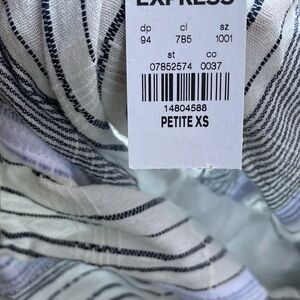 EXPRESS
dp cl sz
94 785 1001
st co
07852574 0037
14804588
PETITE XS